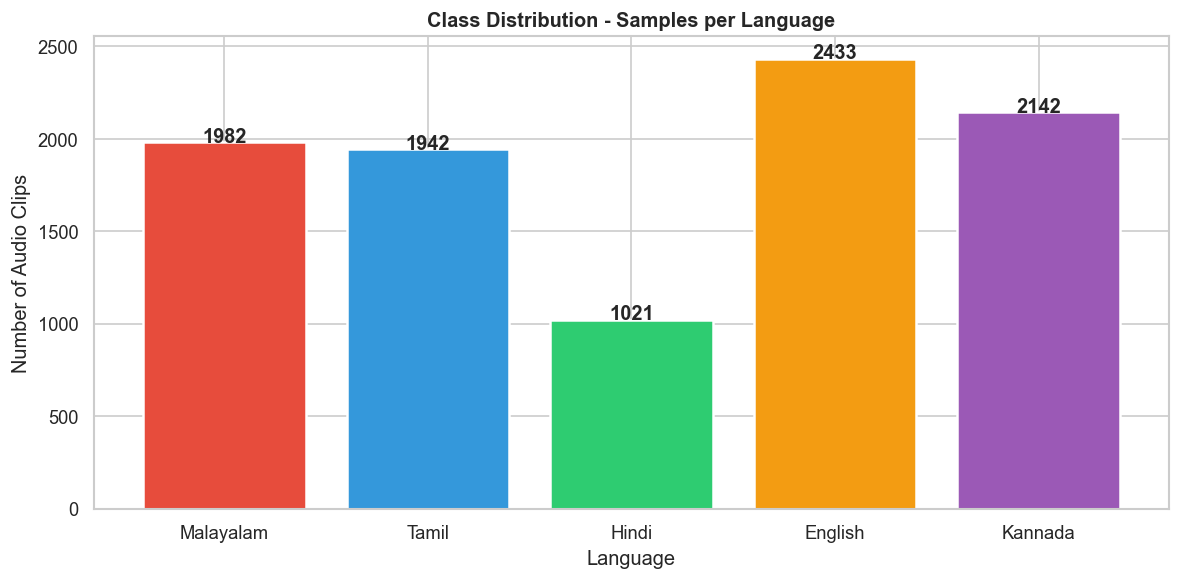 Class Distribution - Samples per Language
Number of Audio Clips
2500
2000
1500
1000
500
0
1982
1942
1021
2433
2142
Malayalam
Tamil
Hindi
English
Kannada
Language